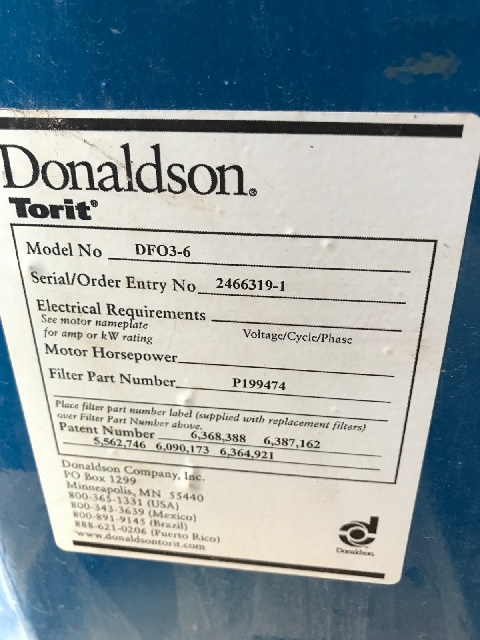 Donaldson®
Torit®
Model No DFO3-6
Serial/Order Entry No 2466319-1
Electrical Requirements
See motor nameplate
for amp or kW rating
Voltage/Cycle/Phase
Motor Horsepower
Filter Part Number P199474
Place filter part number label (supplied with replacement filters)
over Filter Part Number above.
Patent Number 6,368,388 6,387,162
5,562,746 6,090,173 6,364,921
Donaldson Company, Inc.
PO Box 1299
Minneapolis, MN 55440
800-365-1331 (USA)
800-343-3639 (Mexico)
800-891-9145 (Brazil)
888-621-0206 (Puerto Rico)
www.donaldsontorit.com
Donaldson.